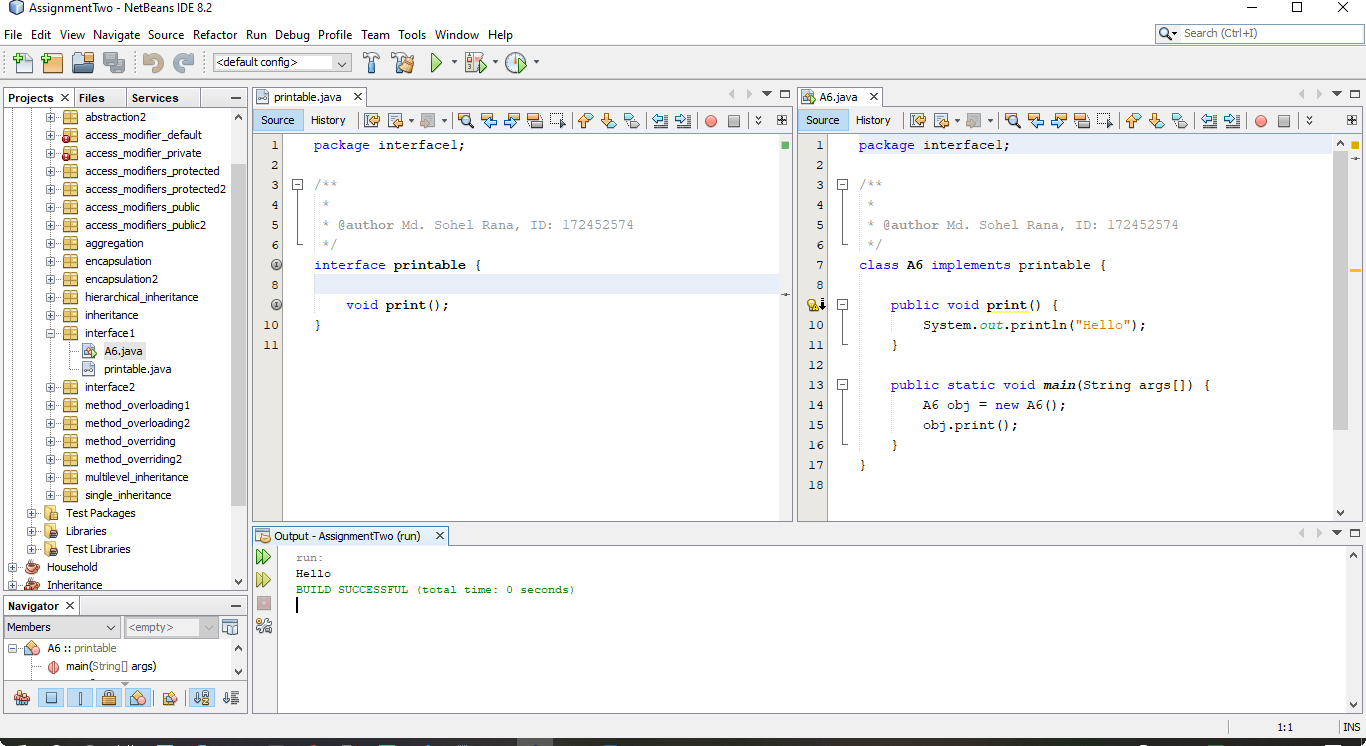 AssignmentTwo - NetBeans IDE 8.2
File Edit View Navigate Source Refactor Run Debug Profile Team Tools Window Help
Search (Ctrl+I)
<default config>
Projects Files Services
abstraction2
access_modifier_default
access_modifier_private
access_modifiers_protected
access_modifiers_protected2
access_modifiers_public
access_modifiers_public2
aggregation
encapsulation
encapsulation2
hierarchical_inheritance
inheritance
interface1
A6.java
printable.java
interface2
method_overloading1
method_overloading2
method_overriding
method_overriding2
multilevel_inheritance
single_inheritance
Test Packages
Libraries
Test Libraries
Household
Inheritance
Navigator
Members <empty>
A6 :: printable
main(String[] args)
printable.java
Source History
1 package interface1;
2
3 /**
4 *
5 * @author Md. Sohel Rana, ID: 172452574
6 */
interface printable {
8
void print();
10 }
11
A6.java
Source History
1 package interface1;
2
3 /**
4 *
5 * @author Md. Sohel Rana, ID: 172452574
6 */
7 class A6 implements printable {
8
public void print() {
10 System.out.println("Hello");
11 }
12
13 public static void main(String args[]) {
14 A6 obj = new A6();
15 obj.print();
16 }
17 }
18
Output - AssignmentTwo (run)
run:
Hello
BUILD SUCCESSFUL (total time: 0 seconds)
1:1 INS